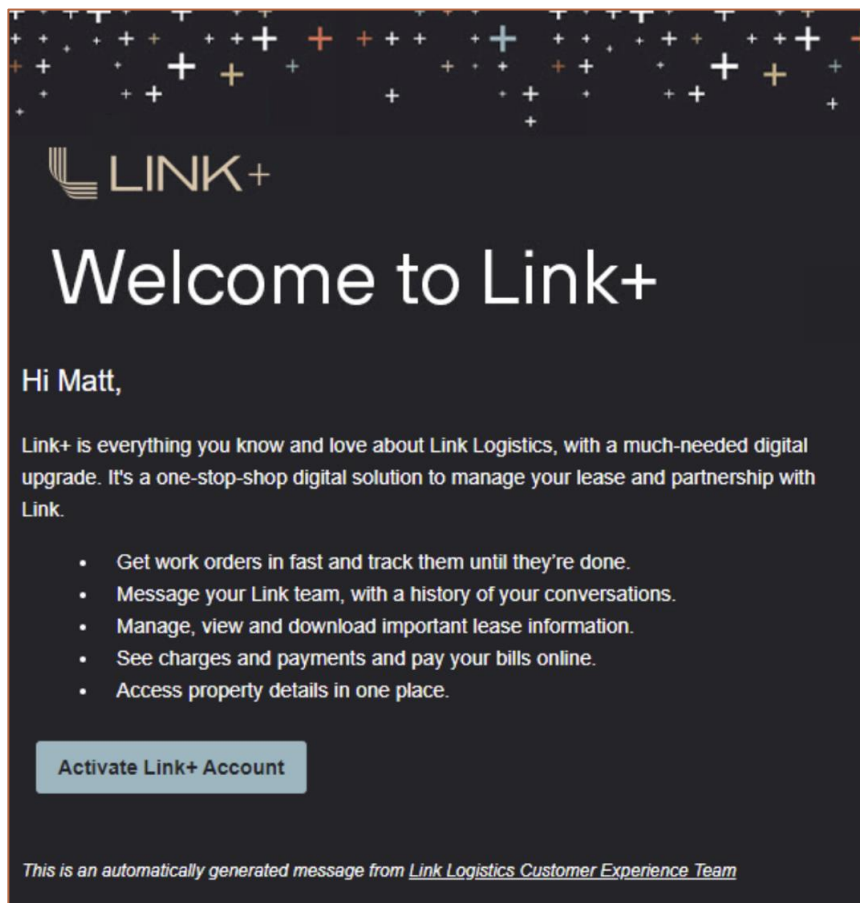 LINK+
Welcome to Link+
Hi Matt,
Link+ is everything you know and love about Link Logistics, with a much-needed digital
upgrade. It's a one-stop-shop digital solution to manage your lease and partnership with
Link.
• Get work orders in fast and track them until they’re done.
• Message your Link team, with a history of your conversations.
• Manage, view and download important lease information.
• See charges and payments and pay your bills online.
• Access property details in one place.
Activate Link+ Account
This is an automatically generated message from Link Logistics Customer Experience Team